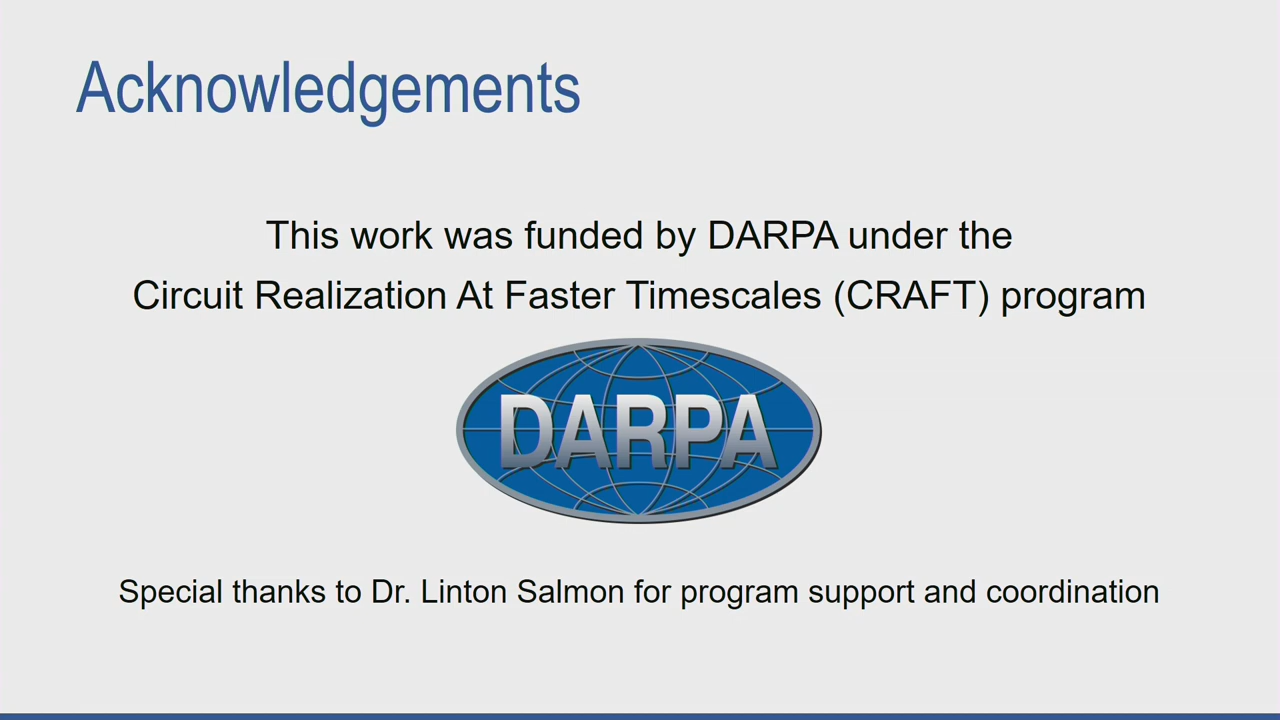 Acknowledgements
This work was funded by DARPA under the
Circuit Realization At Faster Timescales (CRAFT) program
DARPA
Special thanks to Dr. Linton Salmon for program support and coordination